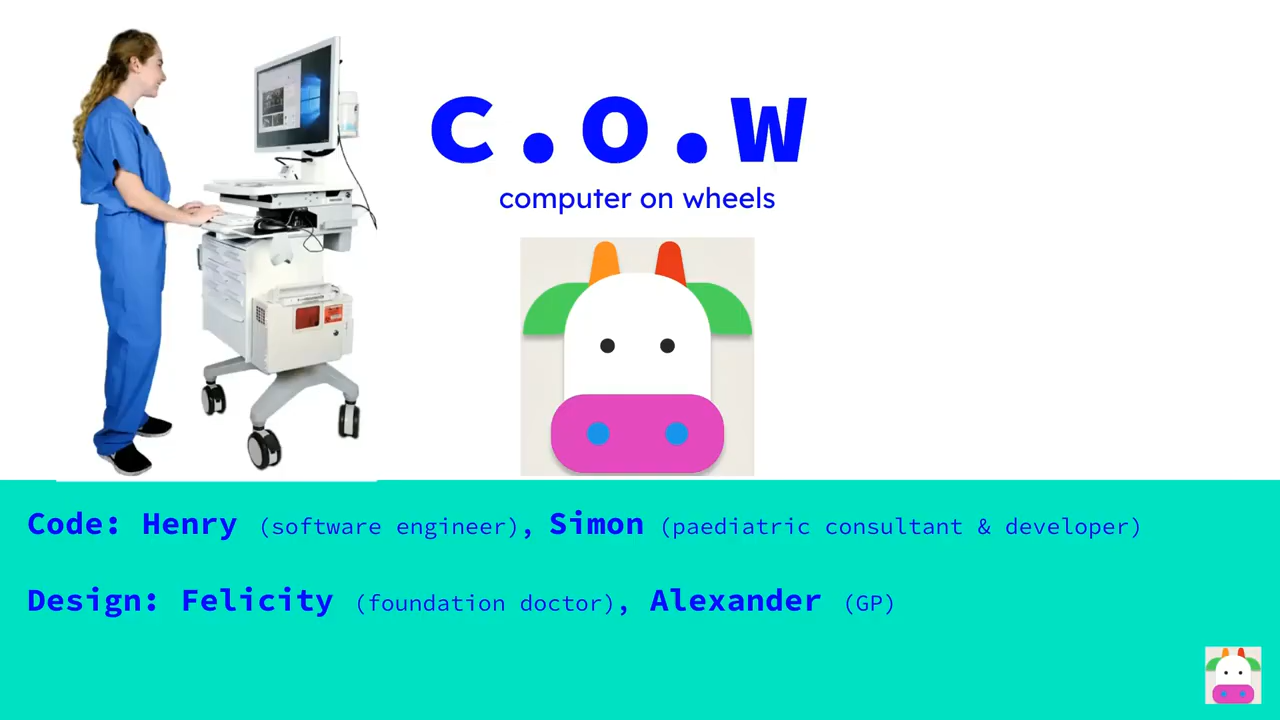 c.o.w
computer on wheels
Code: Henry (software engineer), Simon (paediatric consultant & developer)
Design: Felicity (foundation doctor), Alexander (GP)